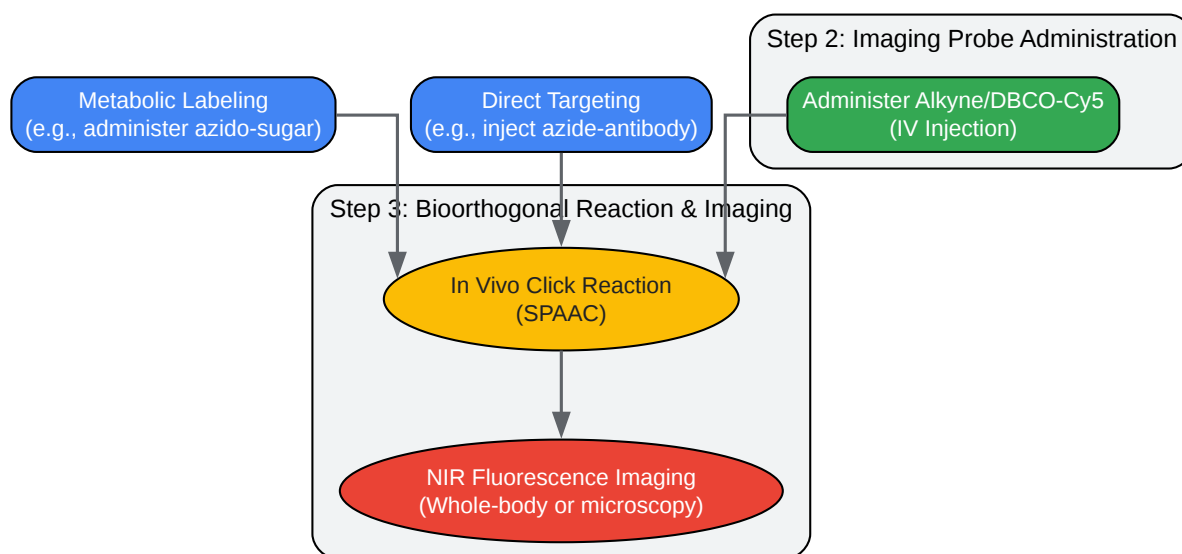 Step 2: Imaging Probe Administration
Metabolic Labeling
(e.g., administer azido-sugar)
Direct Targeting
(e.g., inject azide-antibody)
Administer Alkyne/DBCO-Cy5
(IV Injection)
Step 3: Bioorthogonal Reaction & Imaging
In Vivo Click Reaction
(SPAAC)
NIR Fluorescence Imaging
(Whole-body or microscopy)